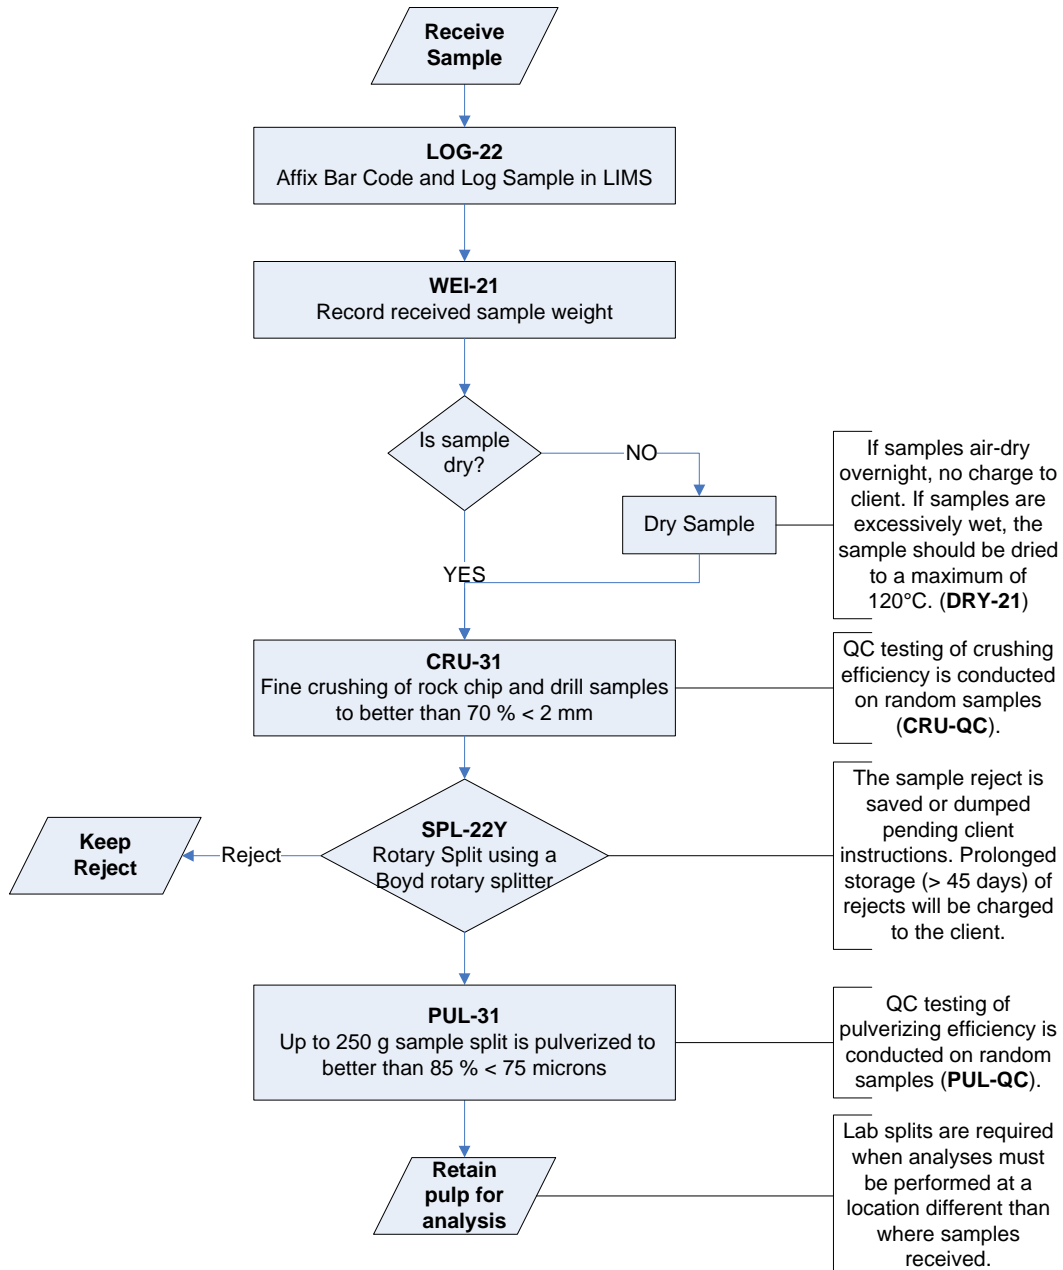 Receive
Sample
LOG-22
Affix Bar Code and Log Sample in LIMS
WEI-21
Record received sample weight
Is sample
dry?
NO
Dry Sample
If samples air-dry
overnight, no charge to
client. If samples are
excessively wet, the
sample should be dried
to a maximum of
120°C. (DRY-21)
YES
CRU-31
Fine crushing of rock chip and drill samples
to better than 70 % < 2 mm
QC testing of crushing
efficiency is conducted
on random samples
(CRU-QC).
SPL-22Y
Rotary Split using a
Boyd rotary splitter
Reject
Keep
Reject
The sample reject is
saved or dumped
pending client
instructions. Prolonged
storage (> 45 days) of
rejects will be charged
to the client.
PUL-31
Up to 250 g sample split is pulverized to
better than 85 % < 75 microns
QC testing of
pulverizing efficiency is
conducted on random
samples (PUL-QC).
Retain
pulp for
analysis
Lab splits are required
when analyses must
be performed at a
location different than
where samples
received.